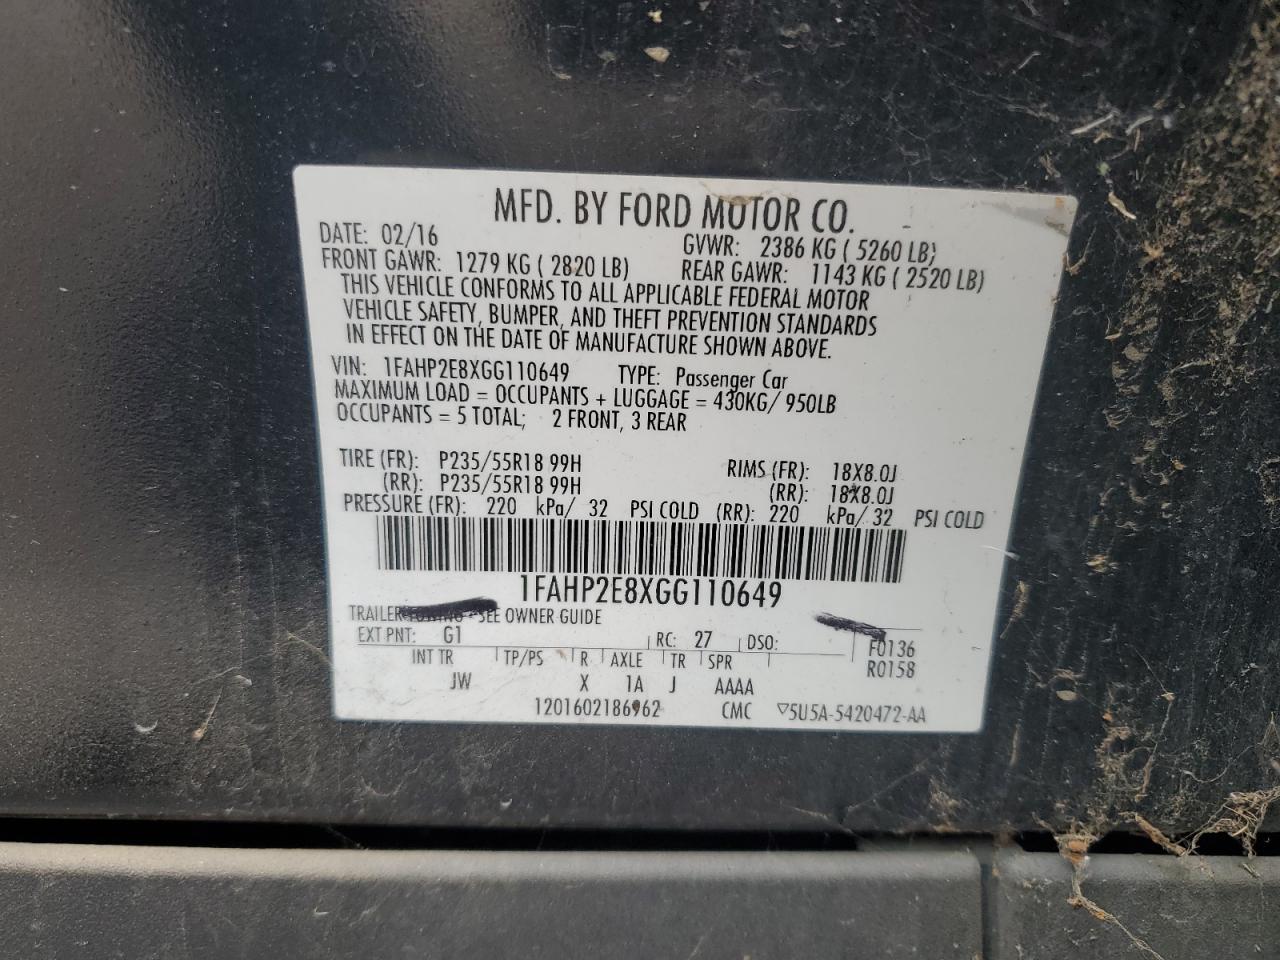 MFD. BY FORD MOTOR CO.
DATE: 02/16 GVWR: 2386 KG ( 5260 LB)
FRONT GAWR: 1279 KG ( 2820 LB) REAR GAWR: 1143 KG ( 2520 LB)
THIS VEHICLE CONFORMS TO ALL APPLICABLE FEDERAL MOTOR
VEHICLE SAFETY, BUMPER, AND THEFT PREVENTION STANDARDS
IN EFFECT ON THE DATE OF MANUFACTURE SHOWN ABOVE.
VIN: 1FAHP2E8XGG110649 TYPE: Passenger Car
MAXIMUM LOAD = OCCUPANTS + LUGGAGE = 430KG/ 950LB
OCCUPANTS = 5 TOTAL; 2 FRONT, 3 REAR
TIRE (FR): P235/55R18 99H RIMS (FR): 18X8.0J
(RR): P235/55R18 99H (RR): 18X8.0J
PRESSURE (FR): 220 kPa/ 32 PSI COLD (RR): 220 kPa/ 32 PSI COLD
1FAHP2E8XGG110649
TRAILER TOWING - SEE OWNER GUIDE
EXT PNT: G1 RC: 27 DSO: F0136
R0158
INT TR TP/PS R AXLE TR SPR
JW X 1A J AAAA
1201602186962 CMC ▽5U5A-5420472-AA